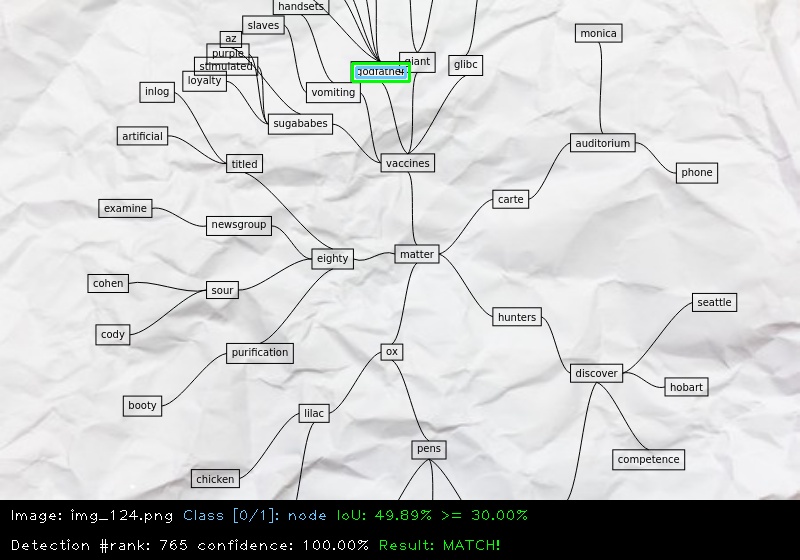 handsets
slaves
az
purple
stimulated
loyalty
inlog
artificial
godfather
giant
glibc
vomiting
sugababes
titled
vaccines
monica
auditorium
phone
carte
examine
newsgroup
eighty
matter
cohen
sour
cody
hunters
seattle
purification
ox
discover
hobart
booty
lilac
chicken
pens
competence
Image: img_124.png Class [0/1]: node IoU: 49.89% >= 30.00%
Detection #rank: 765 confidence: 100.00% Result: MATCH!